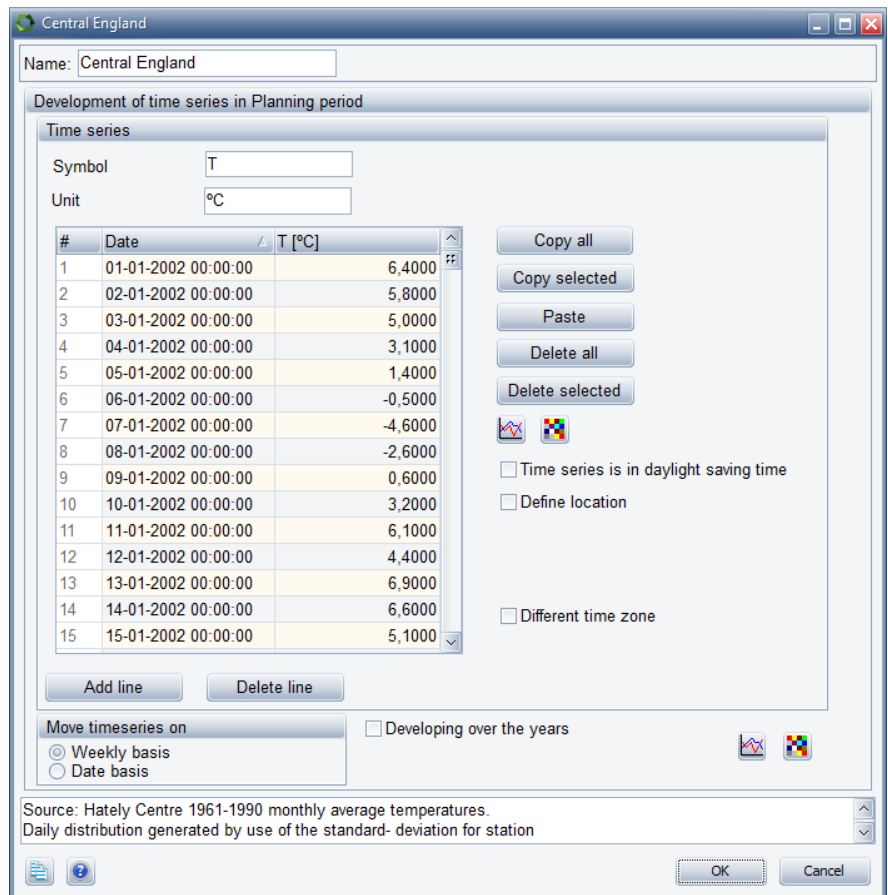 Central England
Name: Central England
Development of time series in Planning period
Time series
Symbol T
Unit ºC
# Date T [ºC]
1 01-01-2002 00:00:00 6,4000
2 02-01-2002 00:00:00 5,8000
3 03-01-2002 00:00:00 5,0000
4 04-01-2002 00:00:00 3,1000
5 05-01-2002 00:00:00 1,4000
6 06-01-2002 00:00:00 -0,5000
7 07-01-2002 00:00:00 -4,6000
8 08-01-2002 00:00:00 -2,6000
9 09-01-2002 00:00:00 0,6000
10 10-01-2002 00:00:00 3,2000
11 11-01-2002 00:00:00 6,1000
12 12-01-2002 00:00:00 4,4000
13 13-01-2002 00:00:00 6,9000
14 14-01-2002 00:00:00 6,6000
15 15-01-2002 00:00:00 5,1000
Copy all
Copy selected
Paste
Delete all
Delete selected
Time series is in daylight saving time
Define location
Different time zone
Add line Delete line
Move timeseries on
Weekly basis
Date basis
Developing over the years
Source: Hately Centre 1961-1990 monthly average temperatures.
Daily distribution generated by use of the standard- deviation for station
OK Cancel